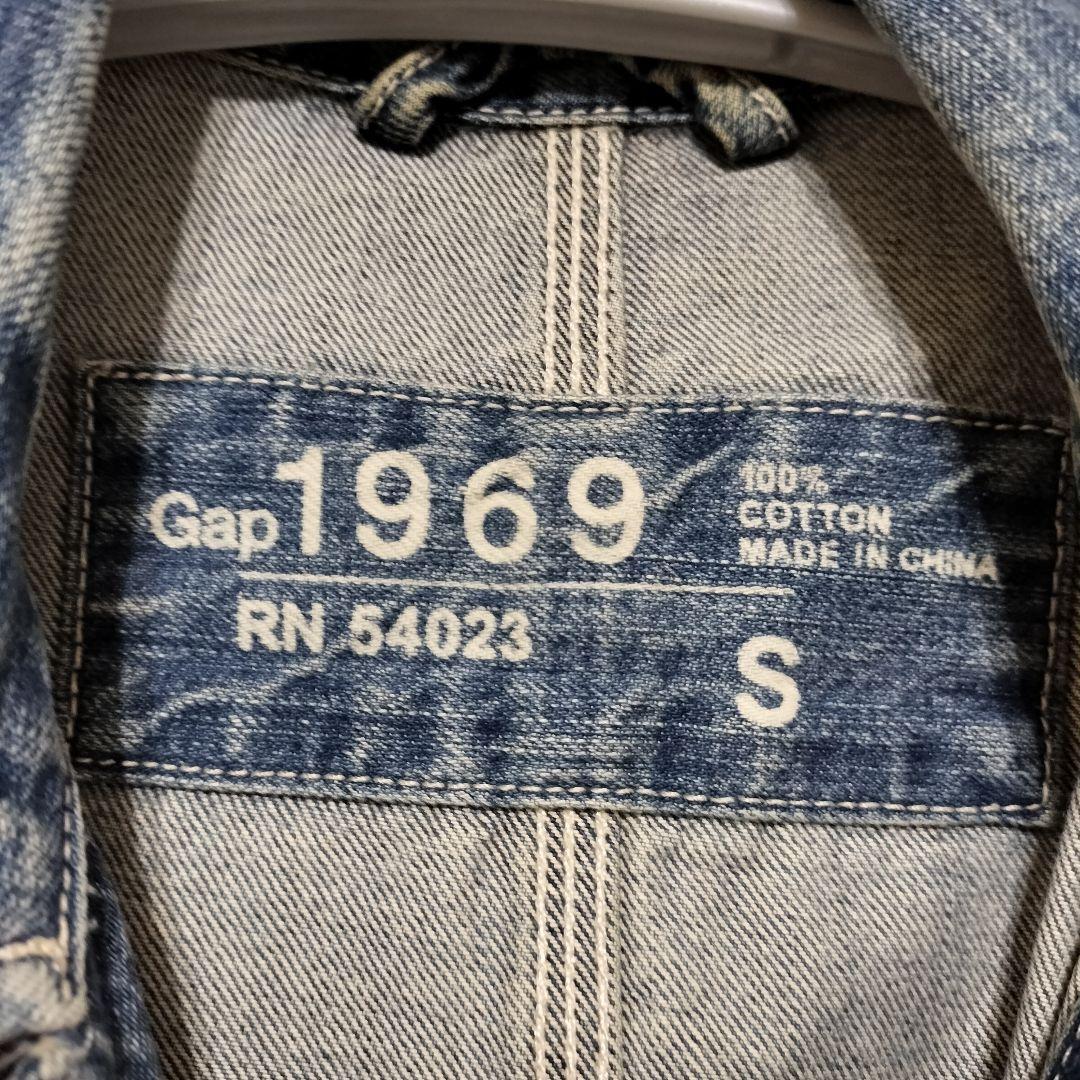 Gap 1969
RN 54023
100%
COTTON
MADE IN CHINA
S